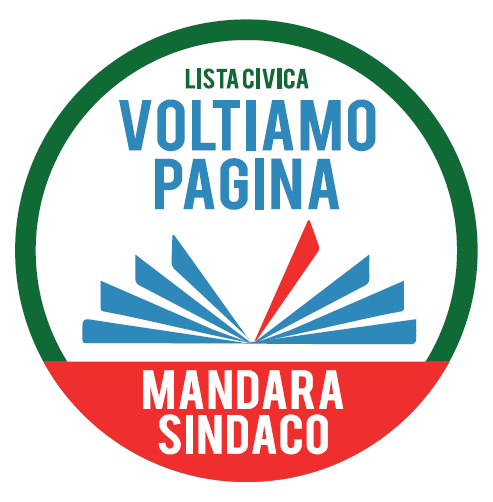 LISTA CIVICA
VOLTIAMO
PAGINA
MANDARA
SINDACO